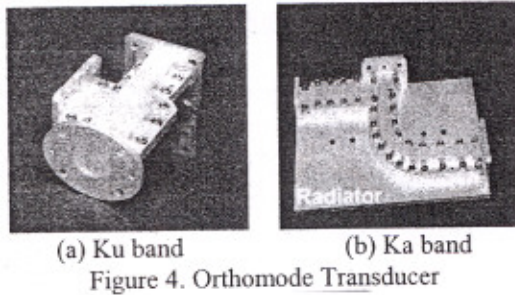 Radiator
(a) Ku band
(b) Ka band
Figure 4. Orthomode Transducer